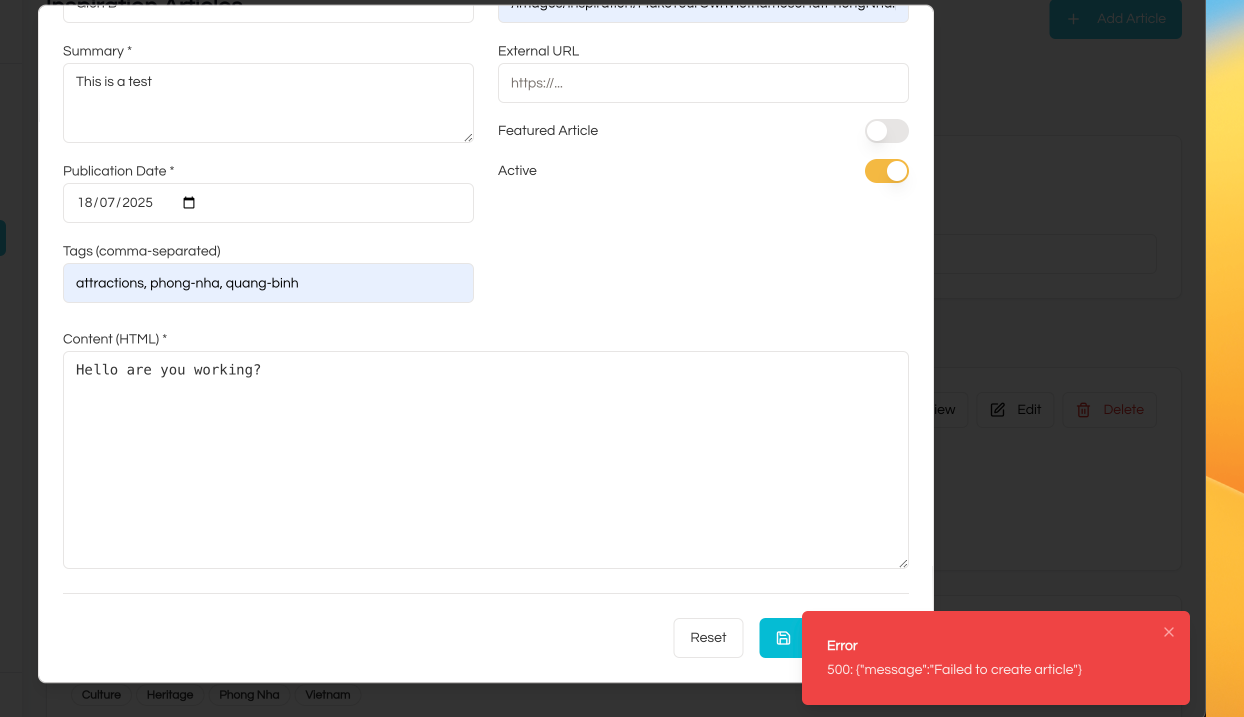 Inspiration Articles
Add Article
Summary *
This is a test
External URL
https://...
Featured Article
Active
Publication Date *
18/07/2025
Tags (comma-separated)
attractions, phong-nha, quang-binh
Content (HTML) *
Hello are you working?
Edit
Delete
Reset
Error
500: {"message":"Failed to create article"}
Culture
Heritage
Phong Nha
Vietnam